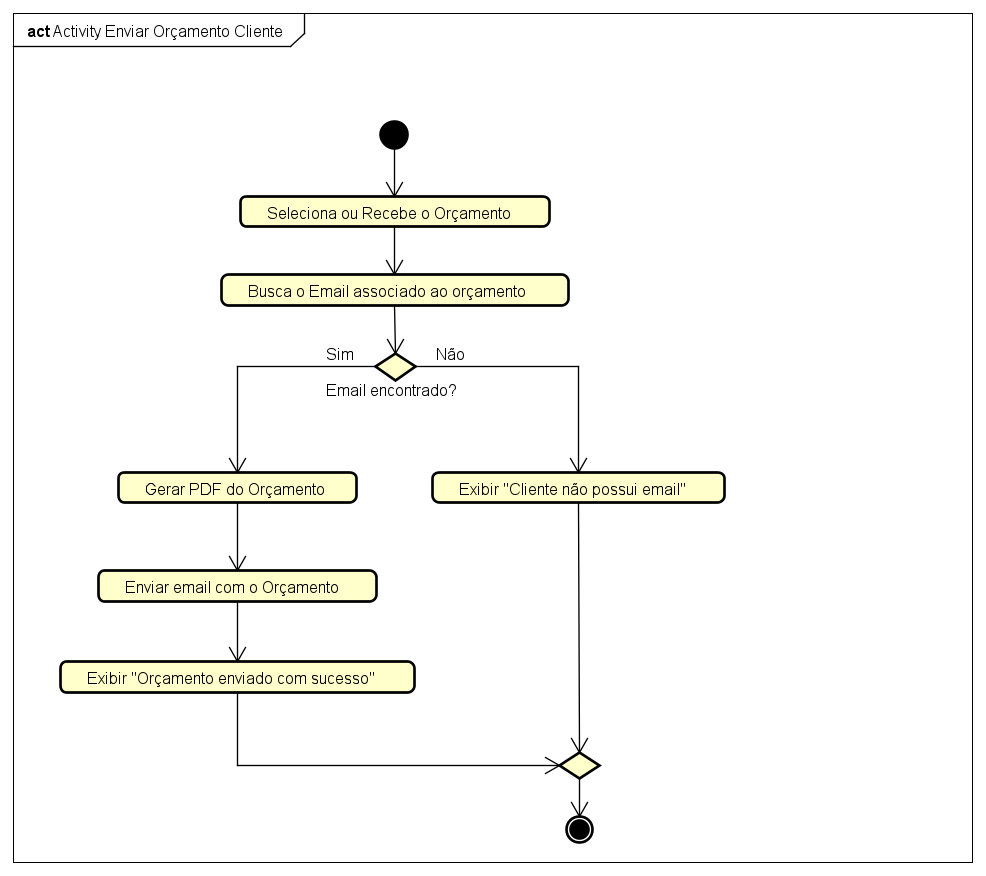 act Activity Enviar Orçamento Cliente
Seleciona ou Recebe o Orçamento
Busca o Email associado ao orçamento
Sim
Não
Email encontrado?
Gerar PDF do Orçamento
Exibir "Cliente não possui email"
Enviar email com o Orçamento
Exibir "Orçamento enviado com sucesso"